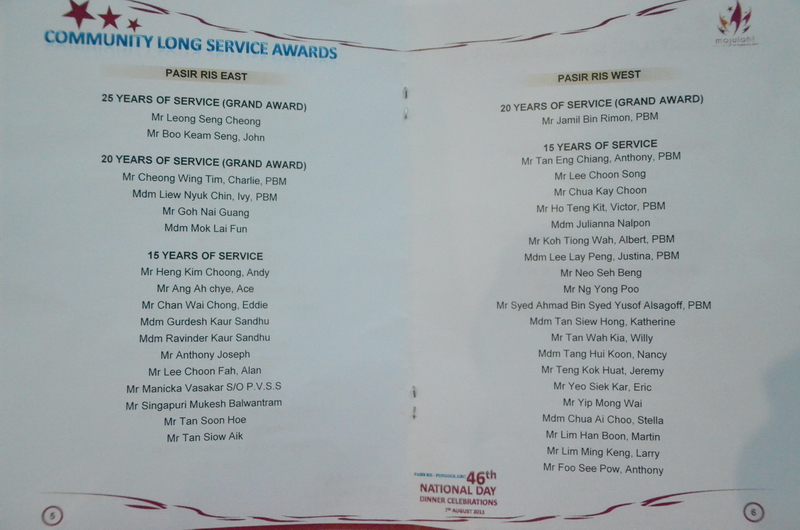 COMMUNITY LONG SERVICE AWARDS
PASIR RIS EAST
25 YEARS OF SERVICE (GRAND AWARD)
Mr Leong Seng Cheong
Mr Boo Keam Seng, John
20 YEARS OF SERVICE (GRAND AWARD)
Mr Cheong Wing Tim, Charlie, PBM
Mdm Liew Nyuk Chin, Ivy, PBM
Mr Goh Nai Guang
Mdm Mok Lai Fun
15 YEARS OF SERVICE
Mr Heng Kim Choong, Andy
Mr Ang Ah chye, Ace
Mr Chan Wai Chong, Eddie
Mdm Gurdesh Kaur Sandhu
Mdm Ravinder Kaur Sandhu
Mr Anthony Joseph
Mr Lee Choon Fah, Alan
Mr Manicka Vasakar S/O P.V.S.S
Mr Singapuri Mukesh Balwantram
Mr Tan Soon Hoe
Mr Tan Siow Aik
5
majulah!
PASIR RIS WEST
20 YEARS OF SERVICE (GRAND AWARD)
Mr Jamil Bin Rimon, PBM
15 YEARS OF SERVICE
Mr Tan Eng Chiang, Anthony, PBM
Mr Lee Choon Song
Mr Chua Kay Choon
Mr Ho Teng Kit, Victor, PBM
Mdm Julianna Nalpon
Mr Koh Tiong Wah, Albert, PBM
Mdm Lee Lay Peng, Justina, PBM
Mr Neo Seh Beng
Mr Ng Yong Poo
Mr Syed Ahmad Bin Syed Yusof Alsagoff, PBM
Mdm Tan Siew Hong, Katherine
Mr Tan Wah Kia, Willy
Mdm Tang Hui Koon, Nancy
Mr Teng Kok Huat, Jeremy
Mr Yeo Siek Kar, Eric
Mr Yip Mong Wai
Mdm Chua Ai Choo, Stella
Mr Lim Han Boon, Martin
Mr Lim Ming Keng, Larry
Mr Foo See Pow, Anthony
PASIR RIS - PUNGGOL GRC 46th
NATIONAL DAY
DINNER CELEBRATIONS
7th AUGUST 2011
6